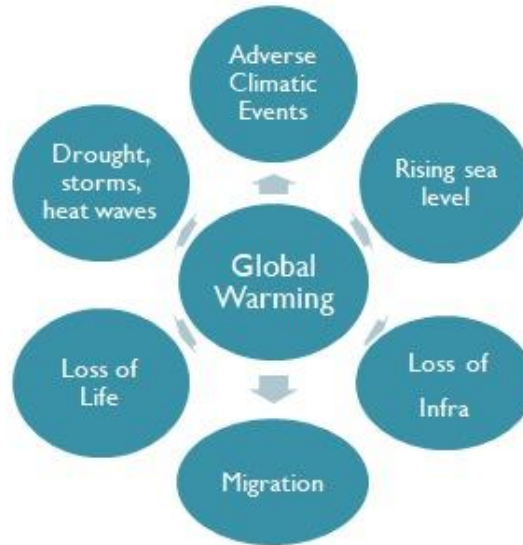 Adverse
Climatic
Events
Drought,
storms,
heat waves
Rising sea
level
Global
Warming
Loss of
Life
Loss of
Infra
Migration